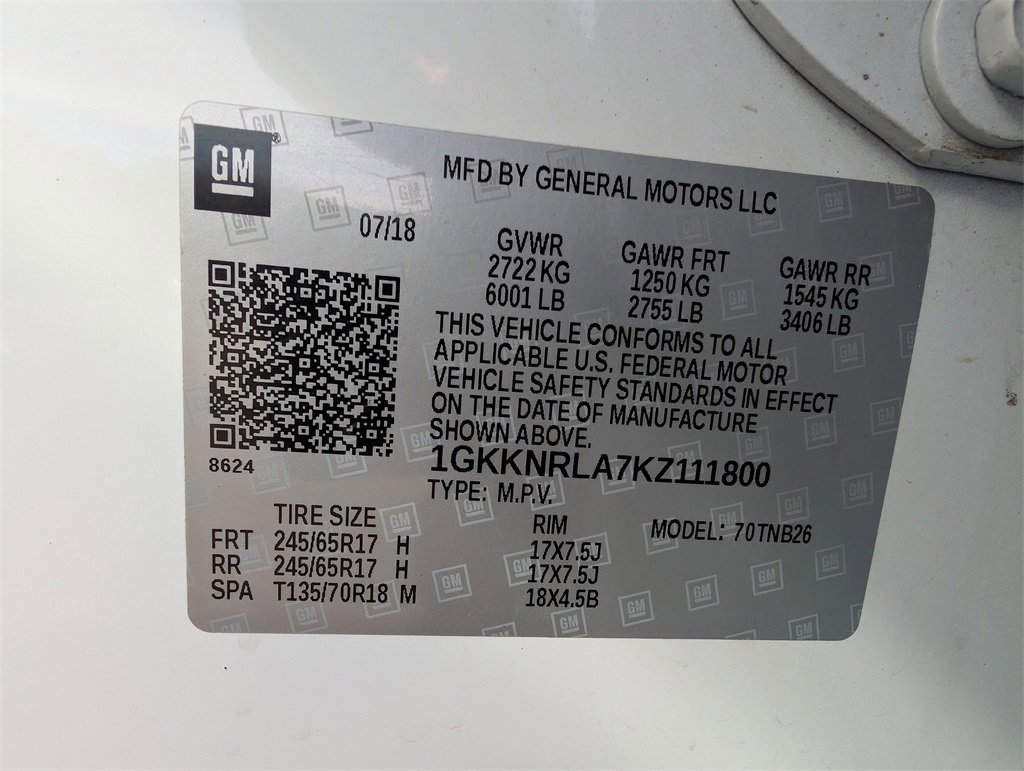 GM ®
MFD BY GENERAL MOTORS LLC
07/18
GVWR GAWR FRT GAWR RR
2722 KG 1250 KG 1545 KG
6001 LB 2755 LB 3406 LB
THIS VEHICLE CONFORMS TO ALL
APPLICABLE U.S. FEDERAL MOTOR
VEHICLE SAFETY STANDARDS IN EFFECT
ON THE DATE OF MANUFACTURE
SHOWN ABOVE.
8624
1GKKNRLA7KZ111800
TYPE: M.P.V.
TIRE SIZE RIM MODEL: 70TNB26
FRT 245/65R17 H 17X7.5J
RR 245/65R17 H 17X7.5J
SPA T135/70R18 M 18X4.5B